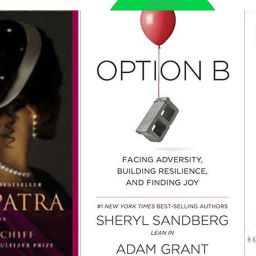 OPTION B
FACING ADVERSITY,
BUILDING RESILIENCE,
AND FINDING JOY
#1 NEW YORK TIMES BEST-SELLING AUTHORS
SHERYL SANDBERG
LEAN IN
ADAM GRANT
ESTSELLER
PATRA
CHIFF
ULITZER PRIZE